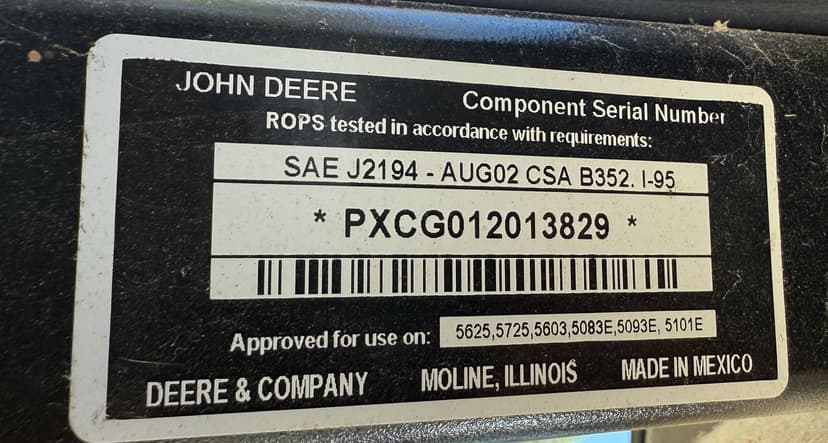 JOHN DEERE
Component Serial Number
ROPS tested in accordance with requirements:
SAE J2194 - AUG02 CSA B352. I-95
* PXCG012013829 *
Approved for use on: 5625,5725,5603,5083E,5093E, 5101E
DEERE & COMPANY MOLINE, ILLINOIS MADE IN MEXICO